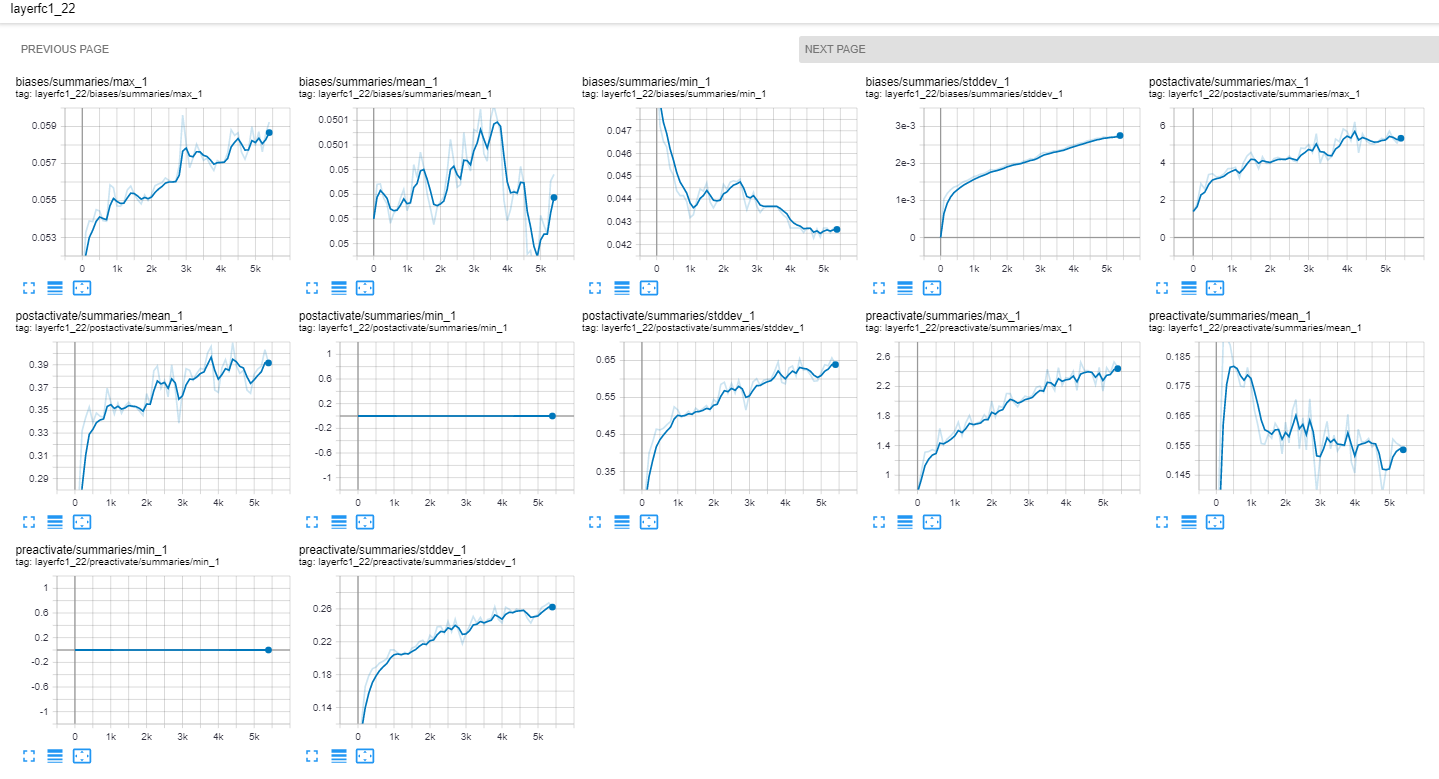 layerfc1_22
PREVIOUS PAGE
NEXT PAGE
biases/summaries/max_1
tag: layerfc1_22/biases/summaries/max_1
0.059
0.057
0.055
0.053
0 1k 2k 3k 4k 5k
biases/summaries/mean_1
tag: layerfc1_22/biases/summaries/mean_1
0.0501
0.0501
0.05
0.05
0.05
0.05
0 1k 2k 3k 4k 5k
biases/summaries/min_1
tag: layerfc1_22/biases/summaries/min_1
0.047
0.046
0.045
0.044
0.043
0.042
0 1k 2k 3k 4k 5k
biases/summaries/stddev_1
tag: layerfc1_22/biases/summaries/stddev_1
3e-3
2e-3
1e-3
0
0 1k 2k 3k 4k 5k
postactivate/summaries/max_1
tag: layerfc1_22/postactivate/summaries/max_1
6
4
2
0
0 1k 2k 3k 4k 5k
postactivate/summaries/mean_1
tag: layerfc1_22/postactivate/summaries/mean_1
0.39
0.37
0.35
0.33
0.31
0.29
0 1k 2k 3k 4k 5k
postactivate/summaries/min_1
tag: layerfc1_22/postactivate/summaries/min_1
1
0.6
0.2
-0.2
-0.6
-1
0 1k 2k 3k 4k 5k
postactivate/summaries/stddev_1
tag: layerfc1_22/postactivate/summaries/stddev_1
0.65
0.55
0.45
0.35
0 1k 2k 3k 4k 5k
preactivate/summaries/max_1
tag: layerfc1_22/preactivate/summaries/max_1
2.6
2.2
1.8
1.4
1
0 1k 2k 3k 4k 5k
preactivate/summaries/mean_1
tag: layerfc1_22/preactivate/summaries/mean_1
0.185
0.175
0.165
0.155
0.145
0 1k 2k 3k 4k 5k
preactivate/summaries/min_1
tag: layerfc1_22/preactivate/summaries/min_1
1
0.6
0.2
-0.2
-0.6
-1
0 1k 2k 3k 4k 5k
preactivate/summaries/stddev_1
tag: layerfc1_22/preactivate/summaries/stddev_1
0.26
0.22
0.18
0.14
0 1k 2k 3k 4k 5k